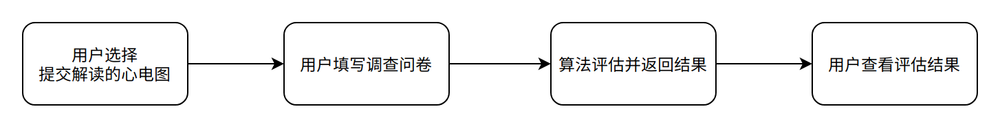 用户选择
提交解读的心电图
用户填写调查问卷
算法评估并返回结果
用户查看评估结果